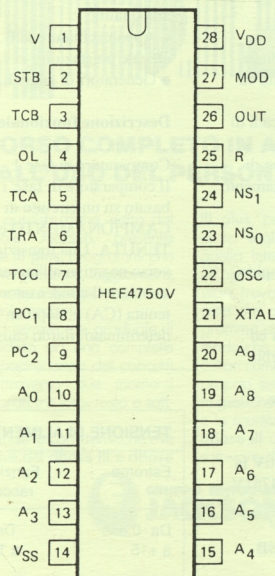 V 1 28 VDD
STB 2 27 MOD
TCB 3 26 OUT
OL 4 25 R
TCA 5 24 NS1
TRA 6 23 NS0
TCC 7 22 OSC
HEF4750V
PC1 8 21 XTAL
PC2 9 20 A9
A0 10 19 A8
A1 11 18 A7
A2 12 17 A6
A3 13 16 A5
VSS 14 15 A4